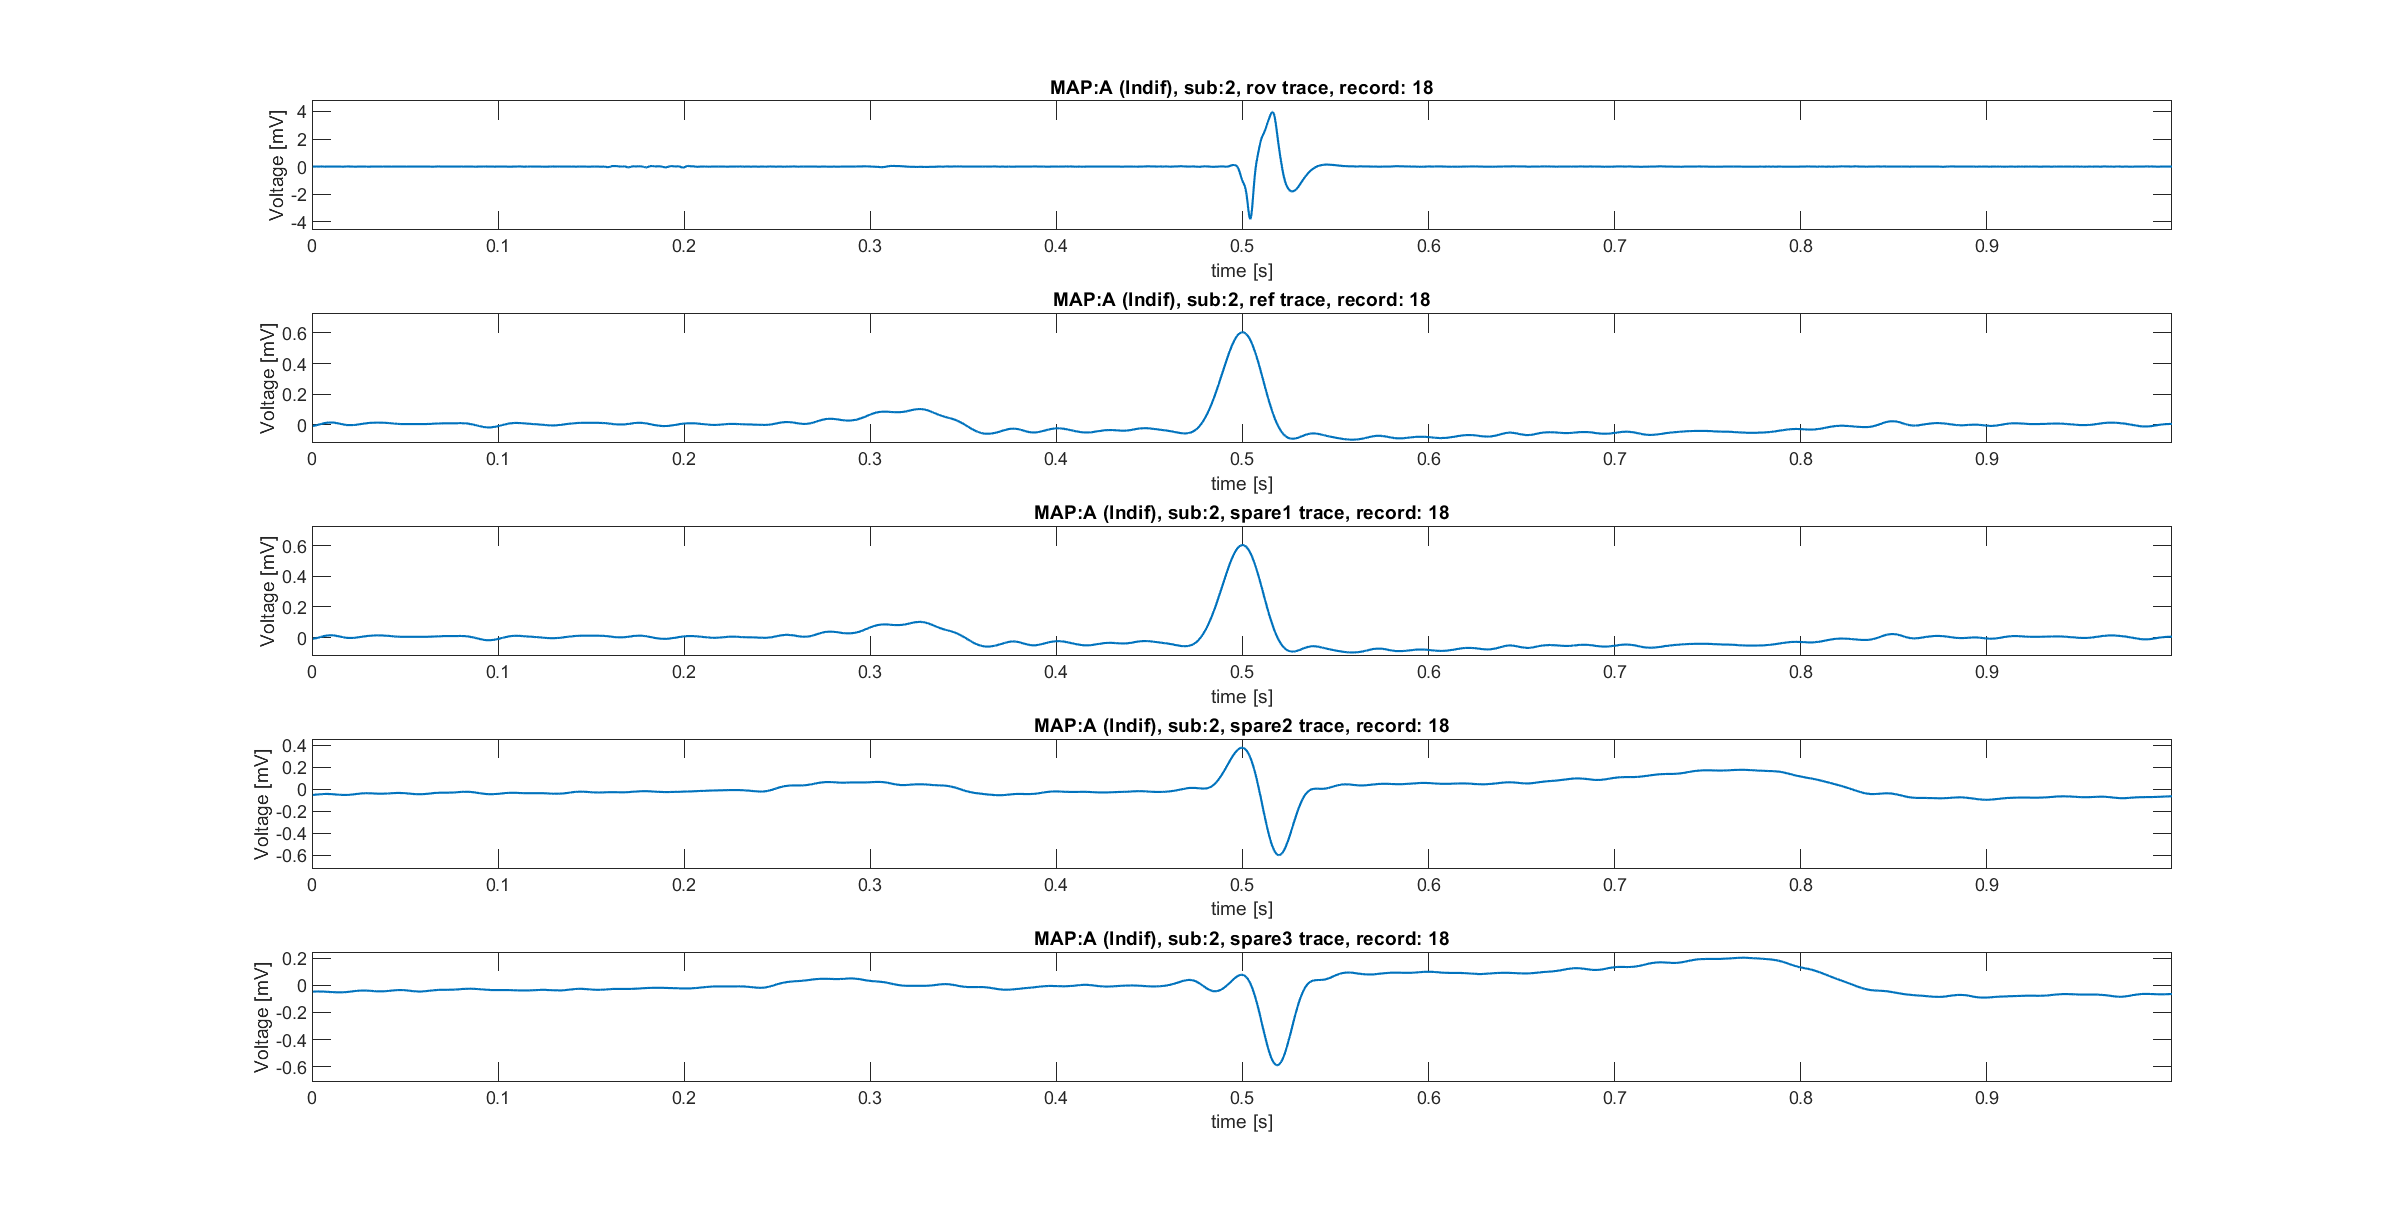 MAP:A (Indif), sub:2, rov trace, record: 18
Voltage [mV]
4
2
0
-2
-4
0 0.1 0.2 0.3 0.4 0.5 0.6 0.7 0.8 0.9
time [s]
MAP:A (Indif), sub:2, ref trace, record: 18
Voltage [mV]
0.6
0.4
0.2
0
0 0.1 0.2 0.3 0.4 0.5 0.6 0.7 0.8 0.9
time [s]
MAP:A (Indif), sub:2, spare1 trace, record: 18
Voltage [mV]
0.6
0.4
0.2
0
0 0.1 0.2 0.3 0.4 0.5 0.6 0.7 0.8 0.9
time [s]
MAP:A (Indif), sub:2, spare2 trace, record: 18
Voltage [mV]
0.4
0.2
0
-0.2
-0.4
-0.6
0 0.1 0.2 0.3 0.4 0.5 0.6 0.7 0.8 0.9
time [s]
MAP:A (Indif), sub:2, spare3 trace, record: 18
Voltage [mV]
0.2
0
-0.2
-0.4
-0.6
0 0.1 0.2 0.3 0.4 0.5 0.6 0.7 0.8 0.9
time [s]